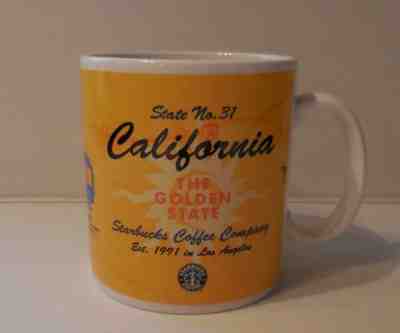 State No. 31
California
THE
GOLDEN
STATE
Starbucks Coffee Company
Est. 1991 in Los Angeles